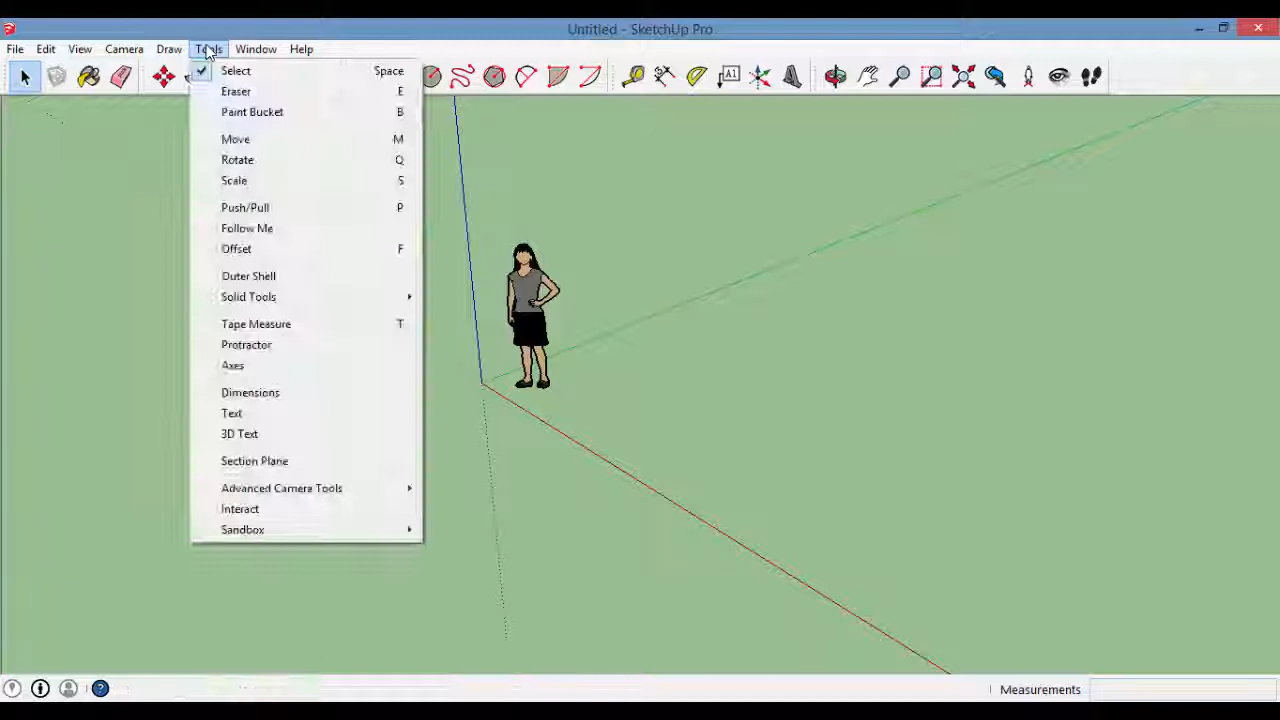 Untitled - SketchUp Pro
File Edit View Camera Draw Tools Window Help
A1
Select Space
Eraser E
Paint Bucket B
Move M
Rotate Q
Scale S
Push/Pull P
Follow Me
Offset F
Outer Shell
Solid Tools
Tape Measure T
Protractor
Axes
Dimensions
Text
3D Text
Section Plane
Advanced Camera Tools
Interact
Sandbox
Measurements